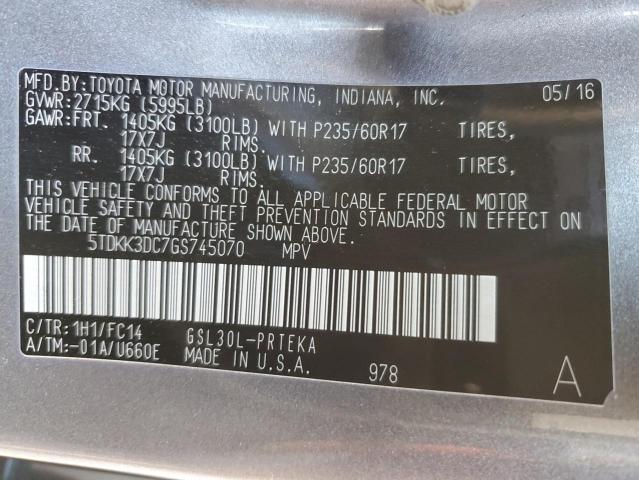 MFD.BY:TOYOTA MOTOR MANUFACTURING, INDIANA, INC. 05/16
GVWR:2715KG (5995LB)
GAWR:FRT. 1405KG (3100LB) WITH P235/60R17 TIRES,
17X7J RIMS.
RR. 1405KG (3100LB) WITH P235/60R17 TIRES,
17X7J RIMS.
THIS VEHICLE CONFORMS TO ALL APPLICABLE FEDERAL MOTOR
VEHICLE SAFETY AND THEFT PREVENTION STANDARDS IN EFFECT ON
THE DATE OF MANUFACTURE SHOWN ABOVE.
5TDKK3DC7GS745070 MPV
C/TR:1H1/FC14 GSL30L-PRTEKA
A/TM:-01A/U660E MADE IN U.S.A. 978 A